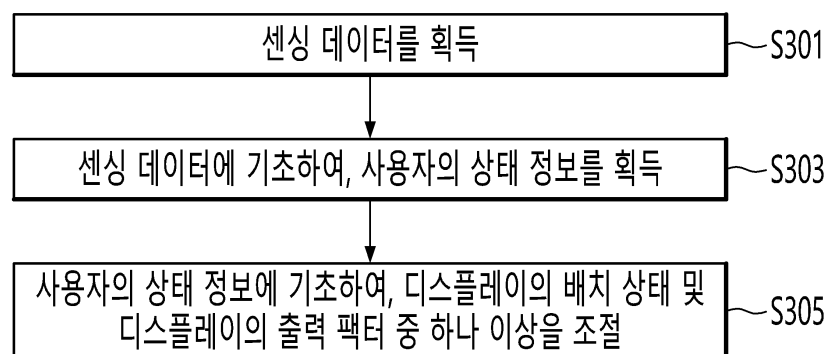 센싱 데이터를 획득
S301
센싱 데이터에 기초하여, 사용자의 상태 정보를 획득
S303
사용자의 상태 정보에 기초하여, 디스플레이의 배치 상태 및
디스플레이의 출력 팩터 중 하나 이상을 조절
S305